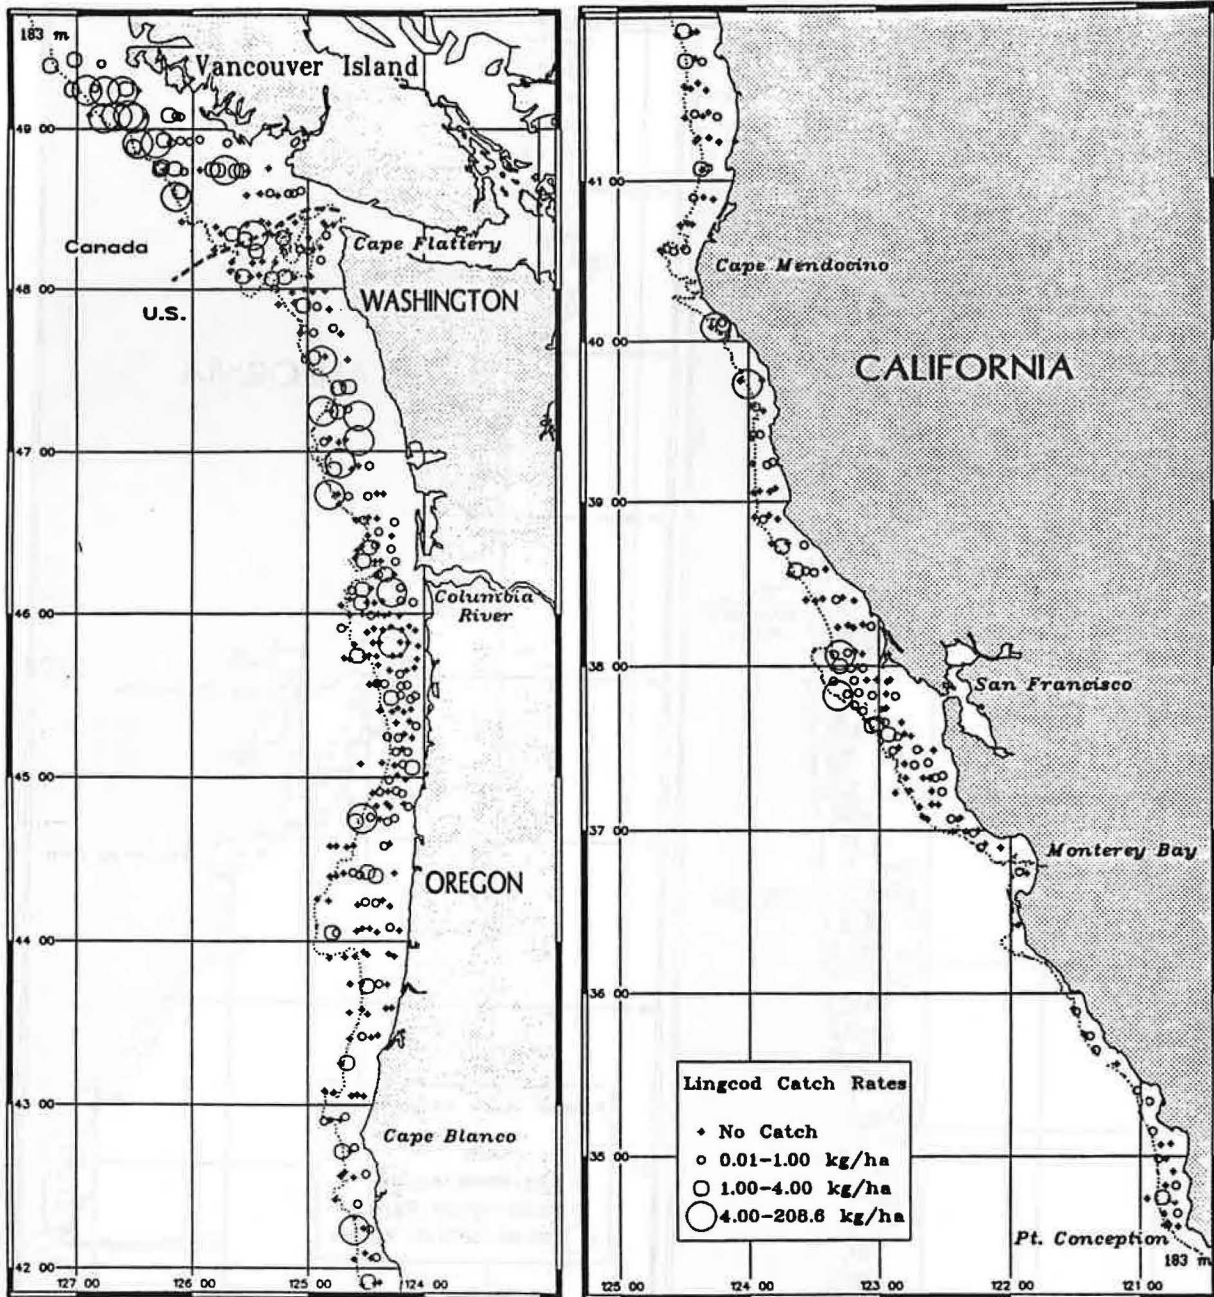 183 m
Vancouver Island
49 00
Canada
Cape Flattery
48 00
U.S.
WASHINGTON
47 00
46 00
Columbia
River
45 00
OREGON
44 00
43 00
Cape Blanco
42 00
127 00
126 00
125 00
124 00
41 00
Cape Mendocino
40 00
CALIFORNIA
39 00
38 00
San Francisco
37 00
Monterey Bay
36 00
35 00
Lingcod Catch Rates
No Catch
0.01-1.00 kg/ha
1.00-4.00 kg/ha
4.00-208.6 kg/ha
Pt. Conception
183 m
125 00
124 00
123 00
122 00
121 00